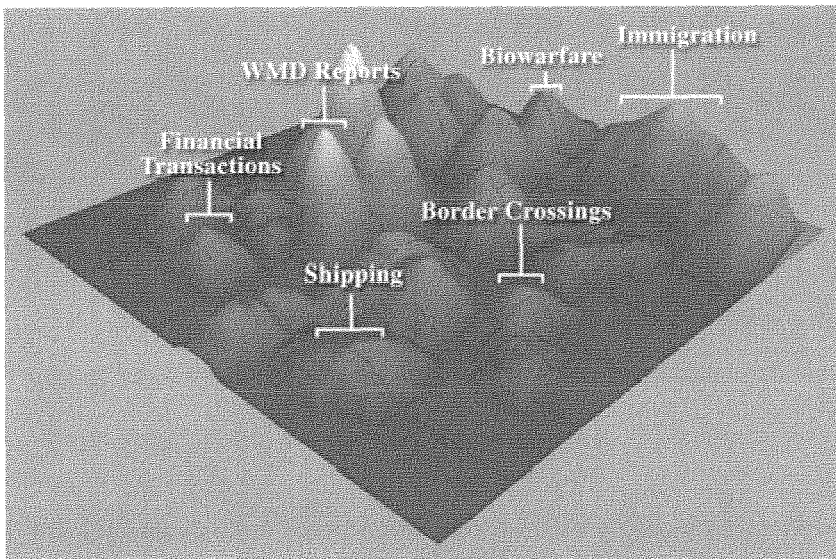 Immigration
Biowarfare
WMD Reports
Financial
Transactions
Border Crossings
Shipping